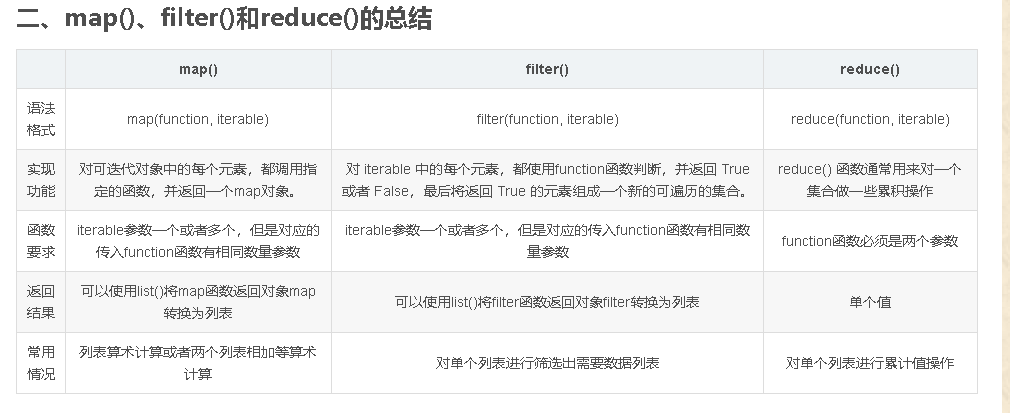 二、map()、filter()和reduce()的总结
map()
filter()
reduce()
语法
格式
map(function, iterable)
filter(function, iterable)
reduce(function, iterable)
实现
功能
对可迭代对象中的每个元素，都调用指
定的函数，并返回一个map对象。
对 iterable 中的每个元素，都使用function函数判断，并返回 True
或者 False，最后将返回 True 的元素组成一个新的可遍历的集合。
reduce() 函数通常用来对一个
集合做一些累积操作
函数
要求
iterable参数一个或者多个，但是对应的
传入function函数有相同数量参数
iterable参数一个或者多个，但是对应的传入function函数有相同数
量参数
function函数必须是两个参数
返回
结果
可以使用list()将map函数返回对象map
转换为列表
可以使用list()将filter函数返回对象filter转换为列表
单个值
常用
情况
列表算术计算或者两个列表相加等算术
计算
对单个列表进行筛选出需要数据列表
对单个列表进行累计值操作